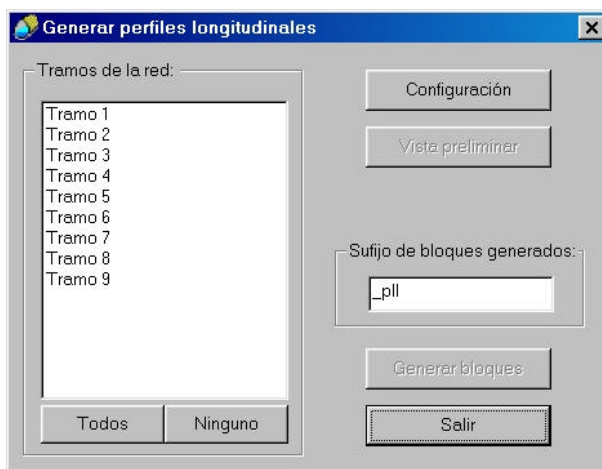 Generar perfiles longitudinales
Tramos de la red:
Tramo 1
Tramo 2
Tramo 3
Tramo 4
Tramo 5
Tramo 6
Tramo 7
Tramo 8
Tramo 9
Todos
Ninguno
Configuración
Vista preliminar
Sufijo de bloques generados:
_pll
Generar bloques
Salir